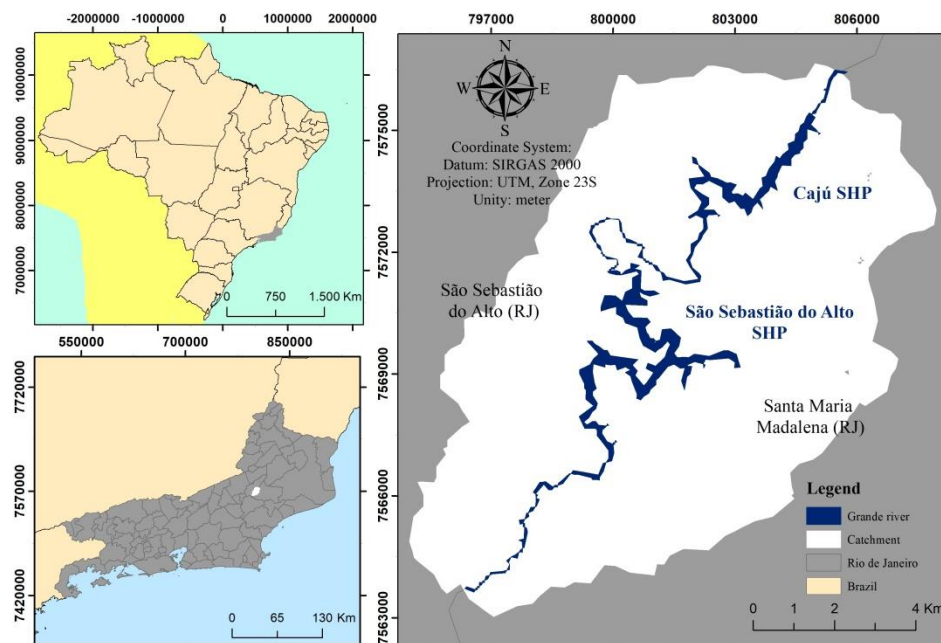 -2000000 -1000000 0 1000000 2000000
10000000
9000000
8000000
7000000
0 750 1.500 Km
550000 700000 850000
7720000
7570000
7420000
0 65 130 Km
797000 800000 803000 806000
7575000
7572000
7569000
7566000
7563000
N
W E
S
Coordinate System:
Datum: SIRGAS 2000
Projection: UTM, Zone 23S
Unity: meter
Cajú SHP
São Sebastião
do Alto (RJ)
São Sebastião do Alto
SHP
Santa Maria
Madalena (RJ)
Legend
Grande river
Catchment
Rio de Janeiro
Brazil
0 1 2 4 Km